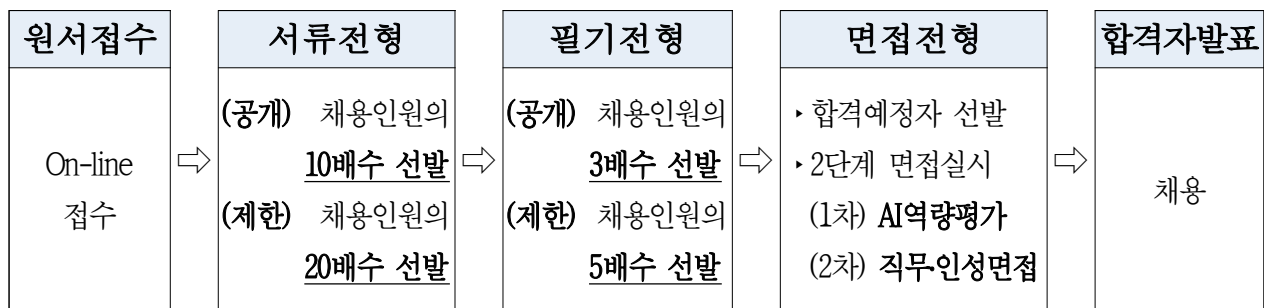 원서접수
On-line
접수
⇨
서류전형
(공개) 채용인원의
10배수 선발
(제한) 채용인원의
20배수 선발
⇨
필기전형
(공개) 채용인원의
3배수 선발
(제한) 채용인원의
5배수 선발
⇨
면접전형
‣합격예정자 선발
‣2단계 면접실시
(1차) AI역량평가
(2차) 직무·인성면접
⇨
합격자발표
채용